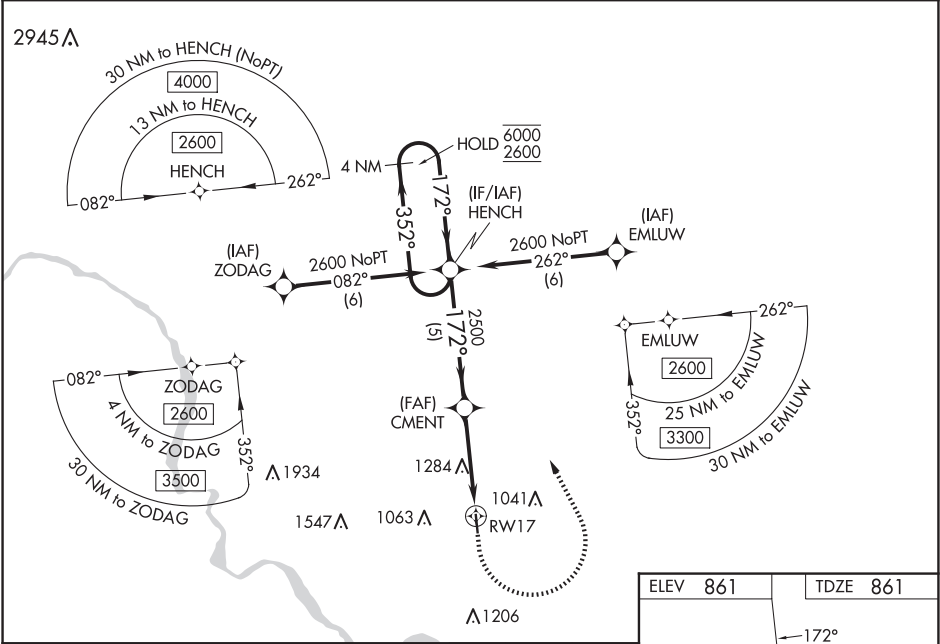 2945
30 NM to HENCH (NoPT)
4000
13 NM to HENCH
2600
HENCH
082°
262°
4 NM
HOLD 6000
2600
172°
352°
(IF/IAF)
HENCH
(IAF)
ZODAG
2600 NoPT
082°
(6)
(IAF)
EMLUW
2600 NoPT
262°
(6)
2500
172°
(5)
082°
ZODAG
2600
4 NM to ZODAG
352°
3500
30 NM to ZODAG
262°
EMLUW
2600
25 NM to EMLUW
352°
3300
30 NM to EMLUW
(FAF)
CMENT
1934
1284
1547
1063
1041
RW17
1206
ELEV 861
TDZE 861
172°